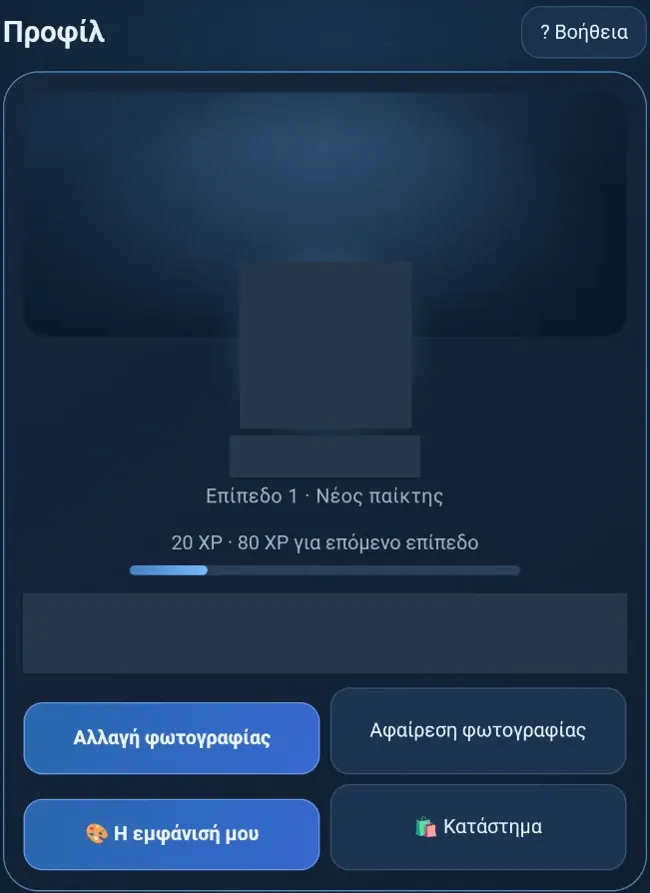 Προφίλ
? Βοήθεια
Επίπεδο 1 · Νέος παίκτης
20 XP · 80 XP για επόμενο επίπεδο
Αλλαγή φωτογραφίας
Αφαίρεση φωτογραφίας
🎨 Η εμφάνισή μου
🛍️ Κατάστημα